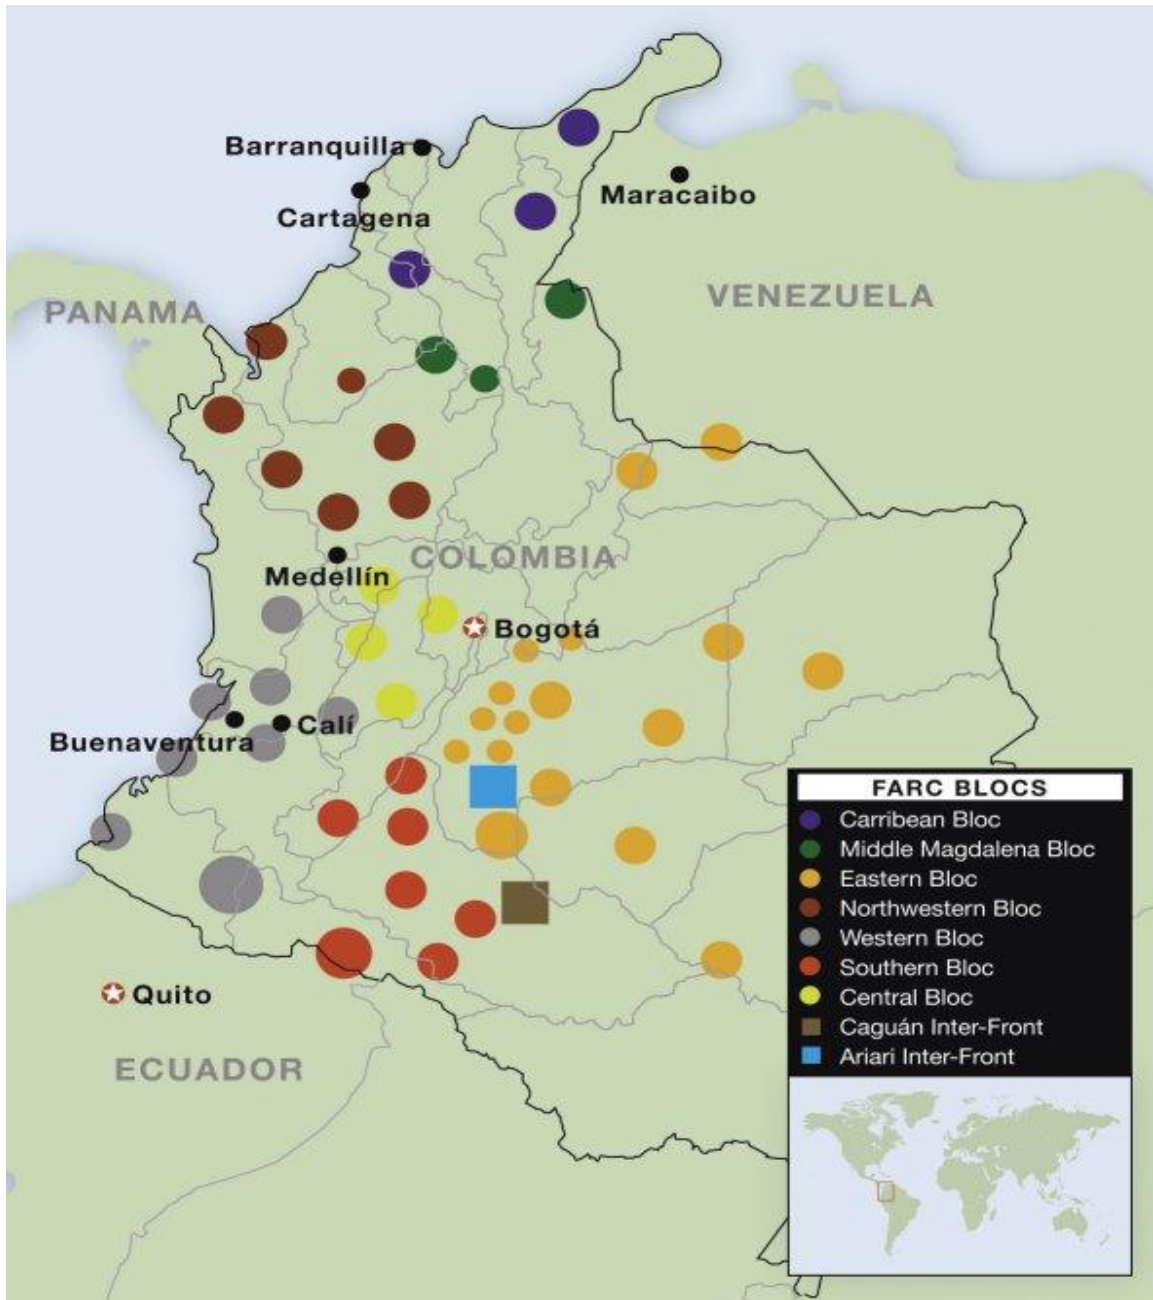 Barranquilla
Maracaibo
Cartagena
VENEZUELA
PANAMA
COLOMBIA
Medellín
Bogotá
Calí
Buenaventura
Quito
ECUADOR
FARC BLOCS
Carribean Bloc
Middle Magdalena Bloc
Eastern Bloc
Northwestern Bloc
Western Bloc
Southern Bloc
Central Bloc
Caguán Inter-Front
Ariari Inter-Front